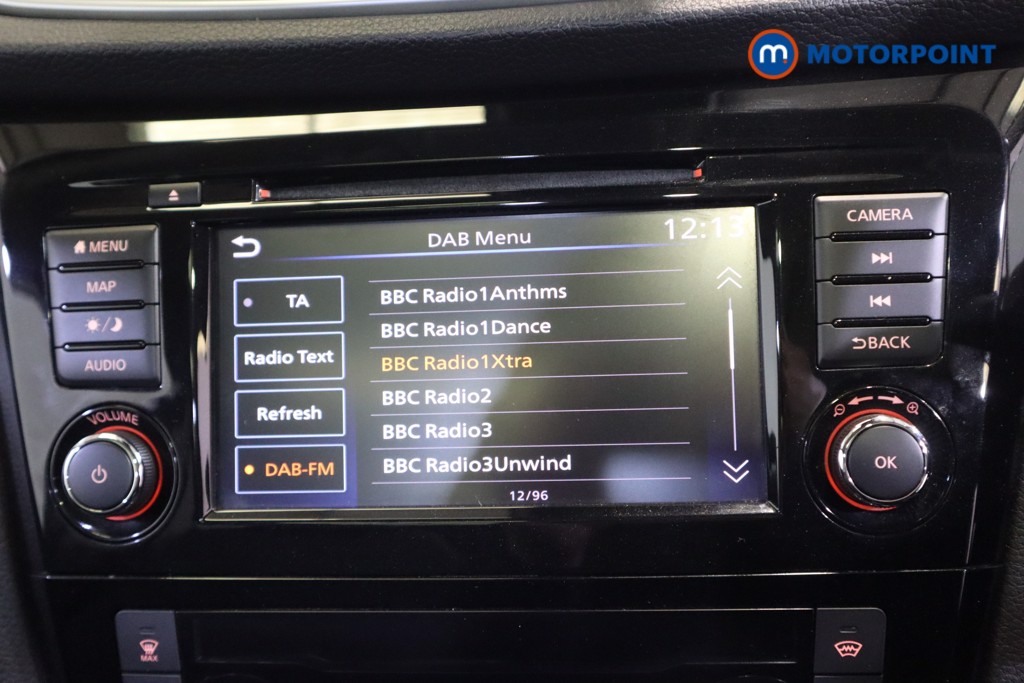 m. MOTORPOINT
MENU
MAP
AUDIO
VOLUME
DAB Menu
12:13
TA
Radio Text
Refresh
DAB-FM
BBC Radio1Anthms
BBC Radio1Dance
BBC Radio1Xtra
BBC Radio2
BBC Radio3
BBC Radio3Unwind
12/96
CAMERA
BACK
OK
MAX